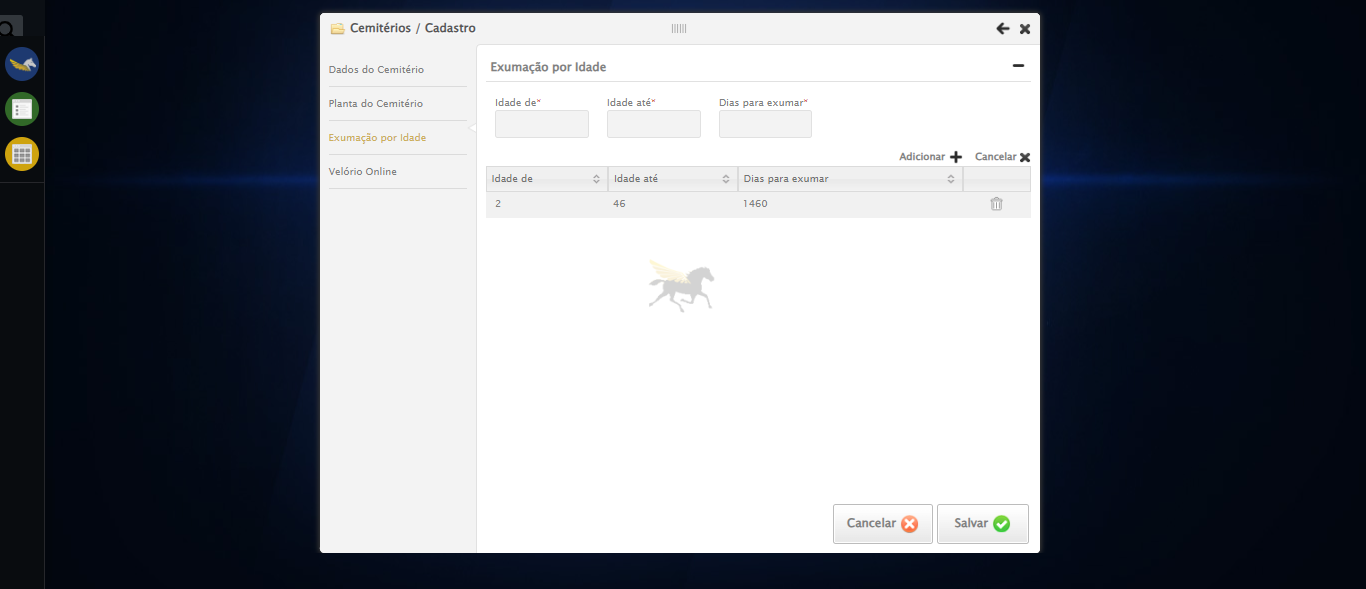 Cemitérios / Cadastro
Dados do Cemitério
Planta do Cemitério
Exumação por Idade
Velório Online
Exumação por Idade
Idade de* Idade até* Dias para exumar*
Adicionar Cancelar
Idade de Idade até Dias para exumar
2 46 1460
Cancelar Salvar